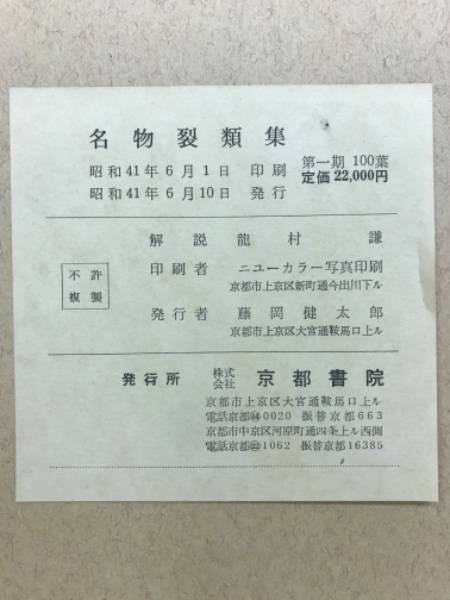 名物裂類集
昭和41年6月1日 印刷
昭和41年6月10日 発行
第一期 100葉
定価 22,000円
不許
複製
解説 龍村 謙
印刷者 ニューカラー写真印刷
京都市上京区新町通今出川下ル
発行者 藤岡健太郎
京都市上京区大宮通鞍馬口上ル
発行所 株式会社 京都書院
京都市上京区大宮通鞍馬口上ル
電話京都㊹0020 振替京都663
京都市中京区河原町通四条上ル西側
電話京都㉒1062 振替京都16385